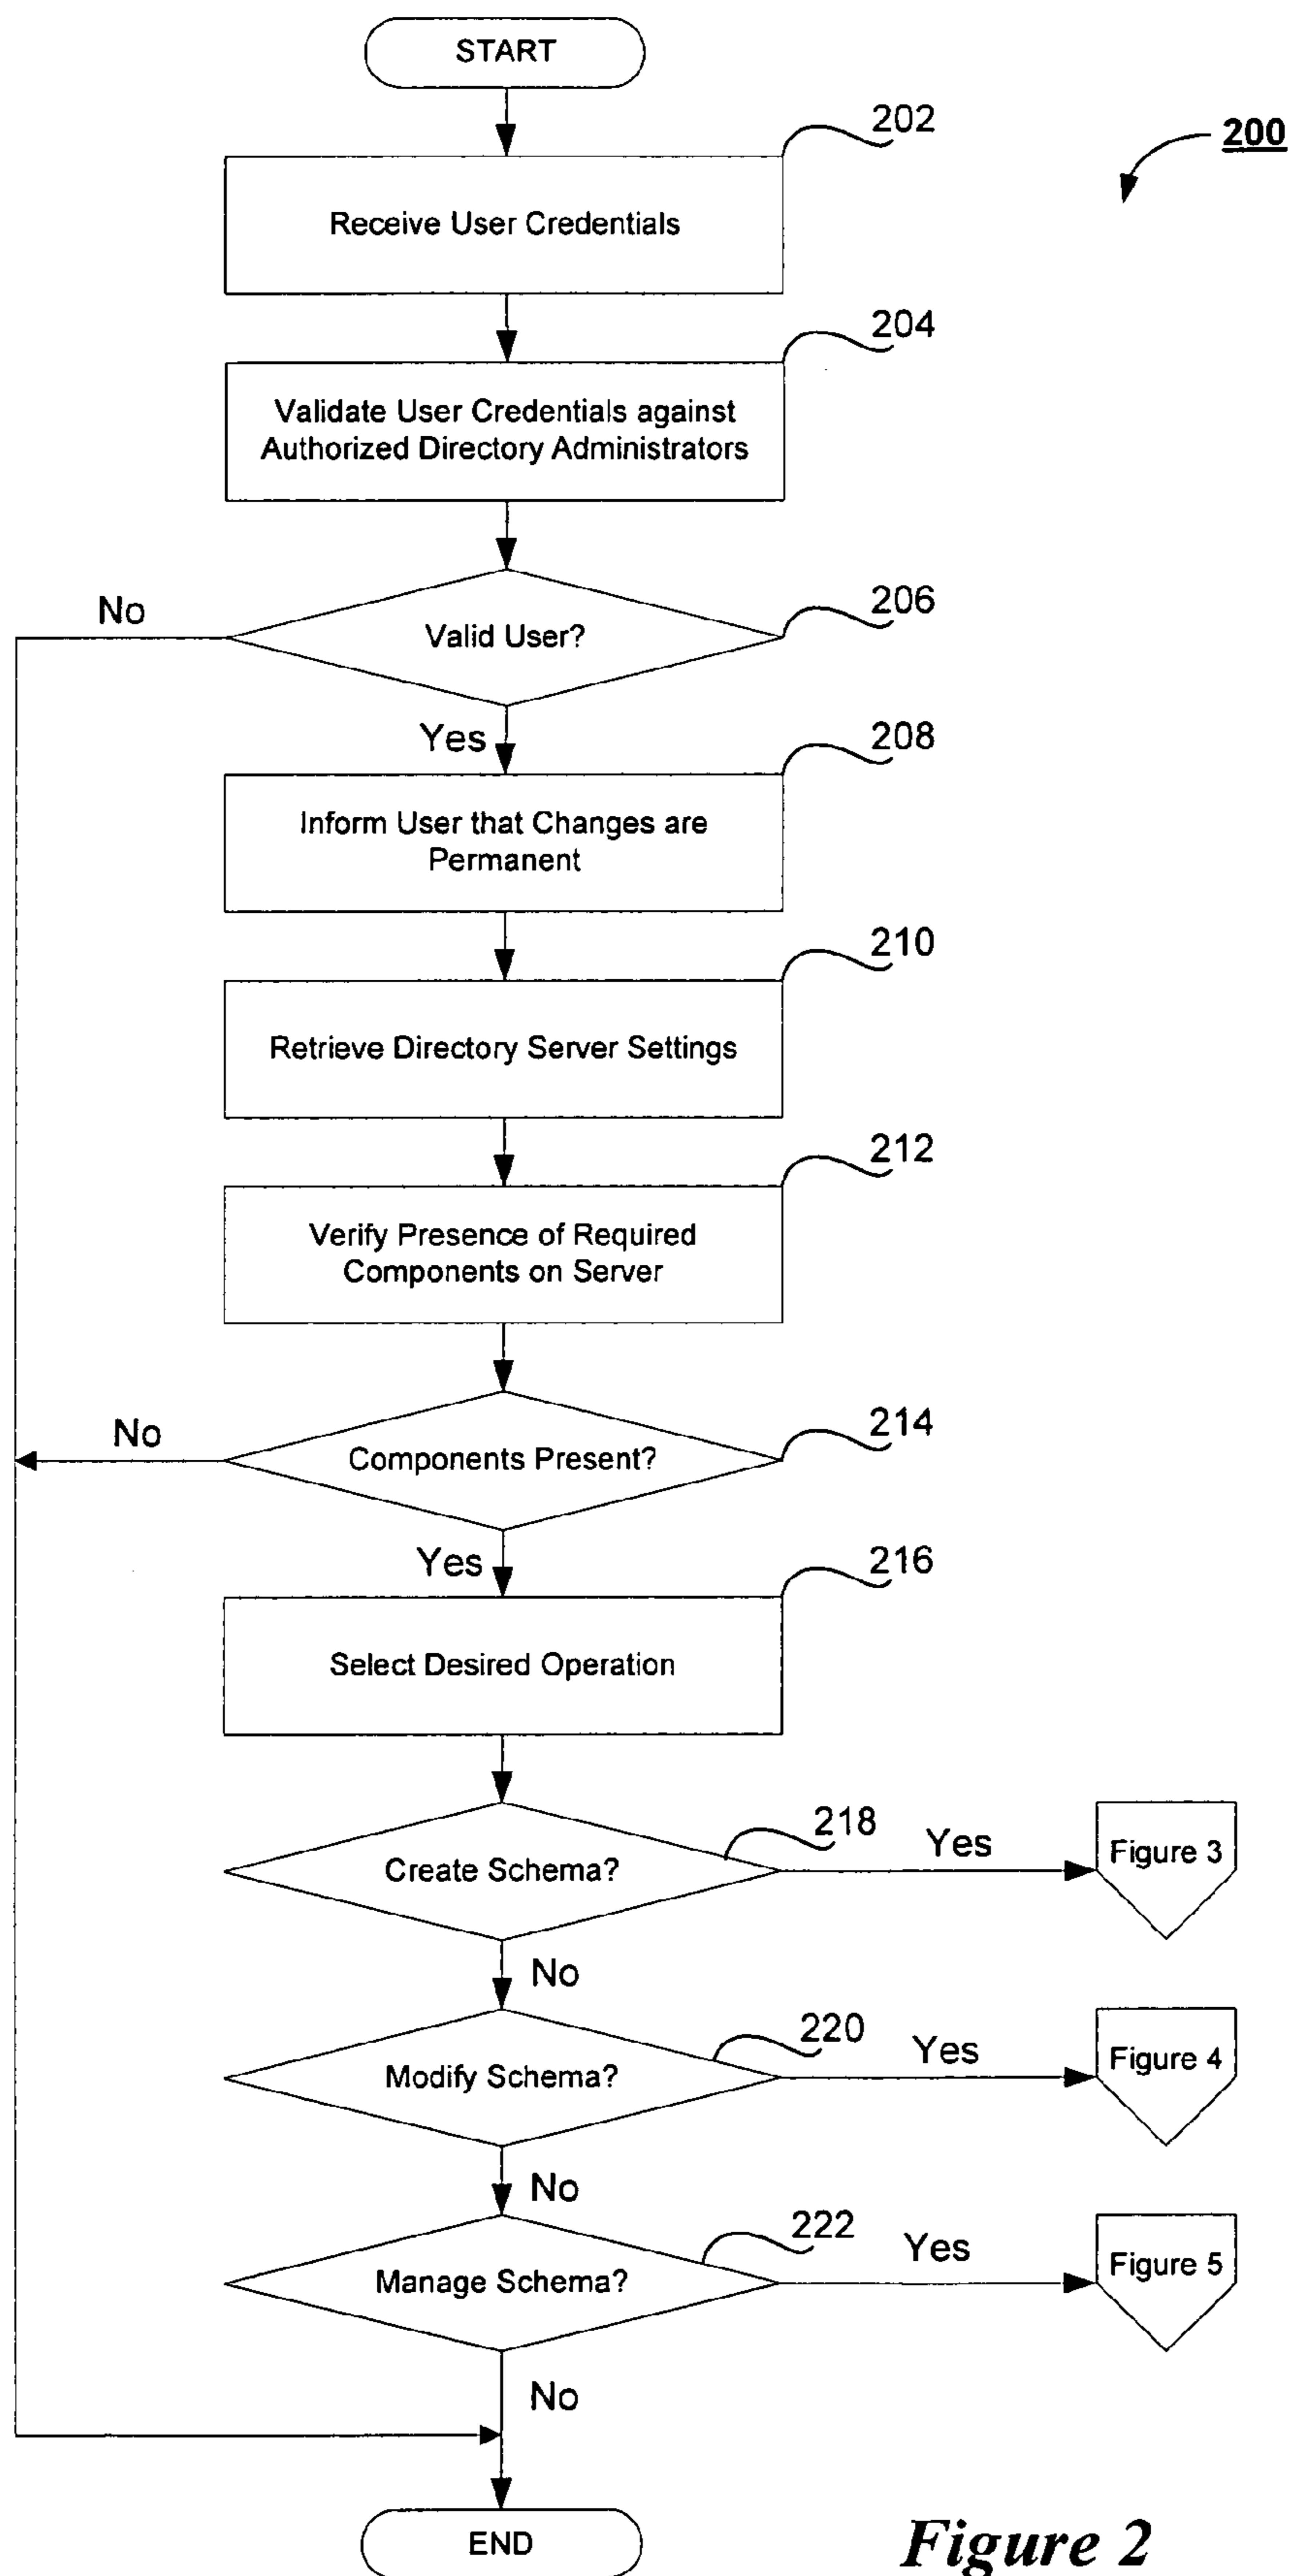 START
202
200
Receive User Credentials
204
Validate User Credentials against
Authorized Directory Administrators
No
206
Valid User?
Yes
208
Inform User that Changes are
Permanent
210
Retrieve Directory Server Settings
212
Verify Presence of Required
Components on Server
No
214
Components Present?
Yes
216
Select Desired Operation
218
Yes
Figure 3
Create Schema?
No
220
Yes
Figure 4
Modify Schema?
No
222
Yes
Figure 5
Manage Schema?
No
END
Figure 2